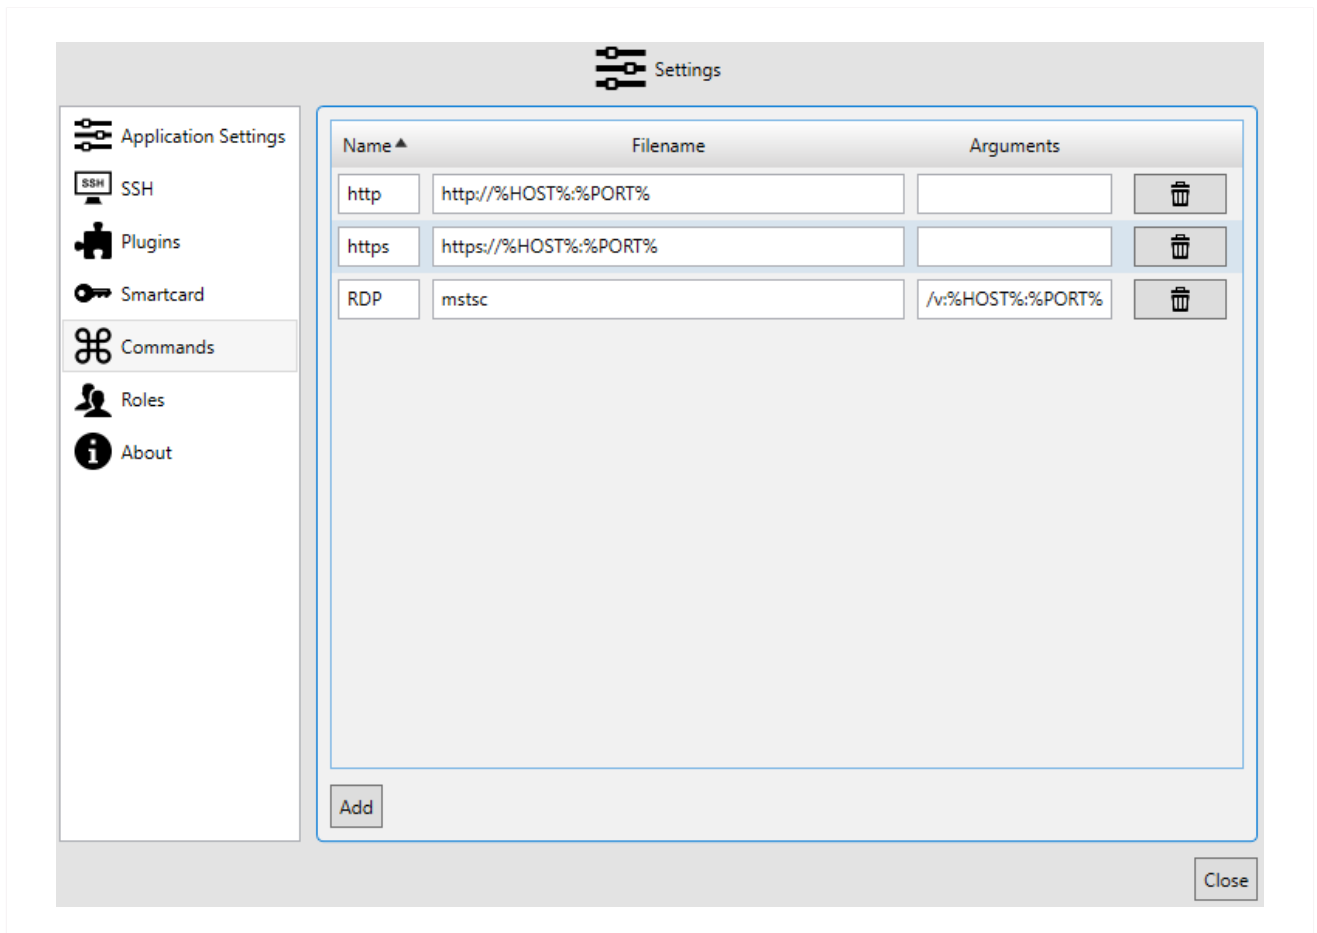 Settings
Application Settings
SSH
SSH
Plugins
Smartcard
Commands
Roles
About
Name Filename Arguments
http http://%HOST%:%PORT%
https https://%HOST%:%PORT%
RDP mstsc /v:%HOST%:%PORT%
Add
Close